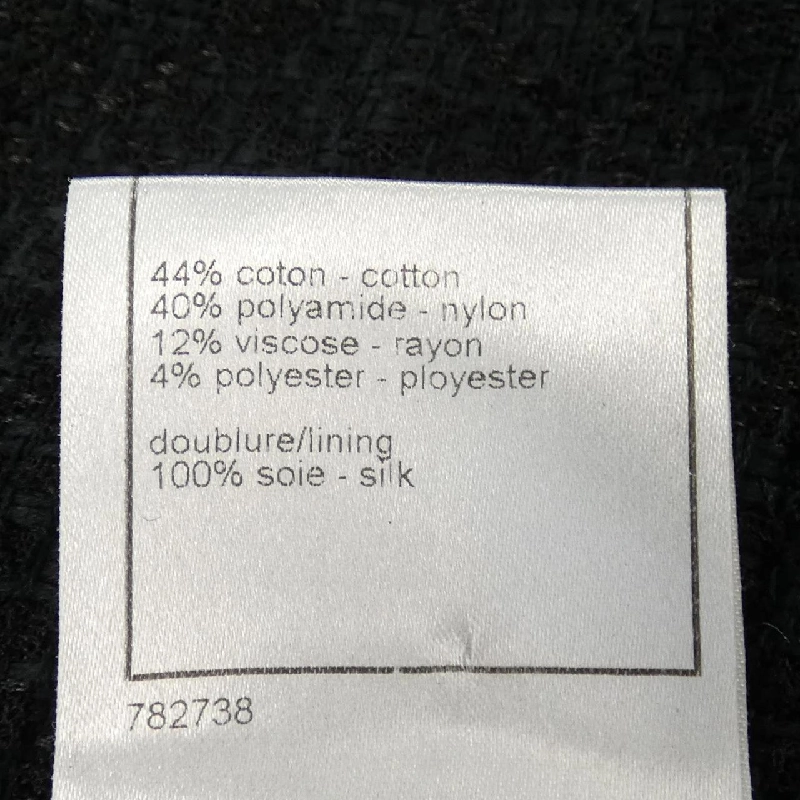 44% coton - cotton
40% polyamide - nylon
12% viscose - rayon
4% polyester - ployester
doublure/lining
100% soie - silk
782738